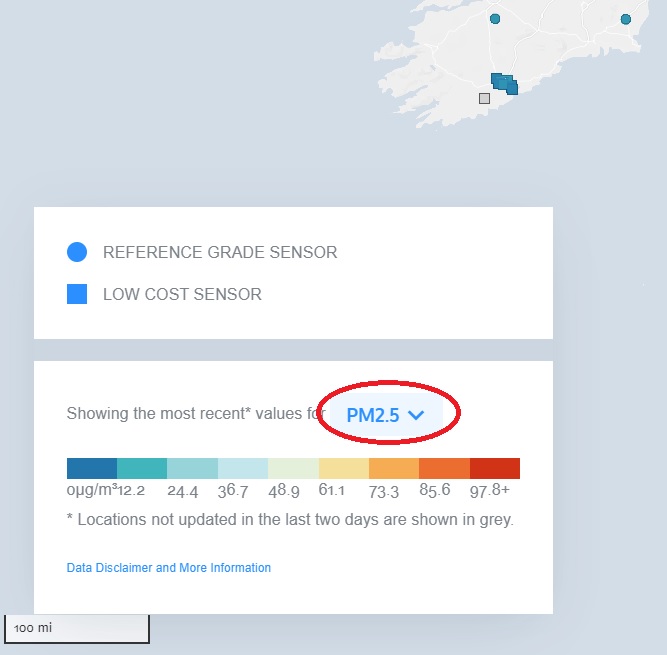 REFERENCE GRADE SENSOR
LOW COST SENSOR
Showing the most recent* values for PM2.5
0µg/m³ 12.2 24.4 36.7 48.9 61.1 73.3 85.6 97.8+
* Locations not updated in the last two days are shown in grey.
Data Disclaimer and More Information
100 mi